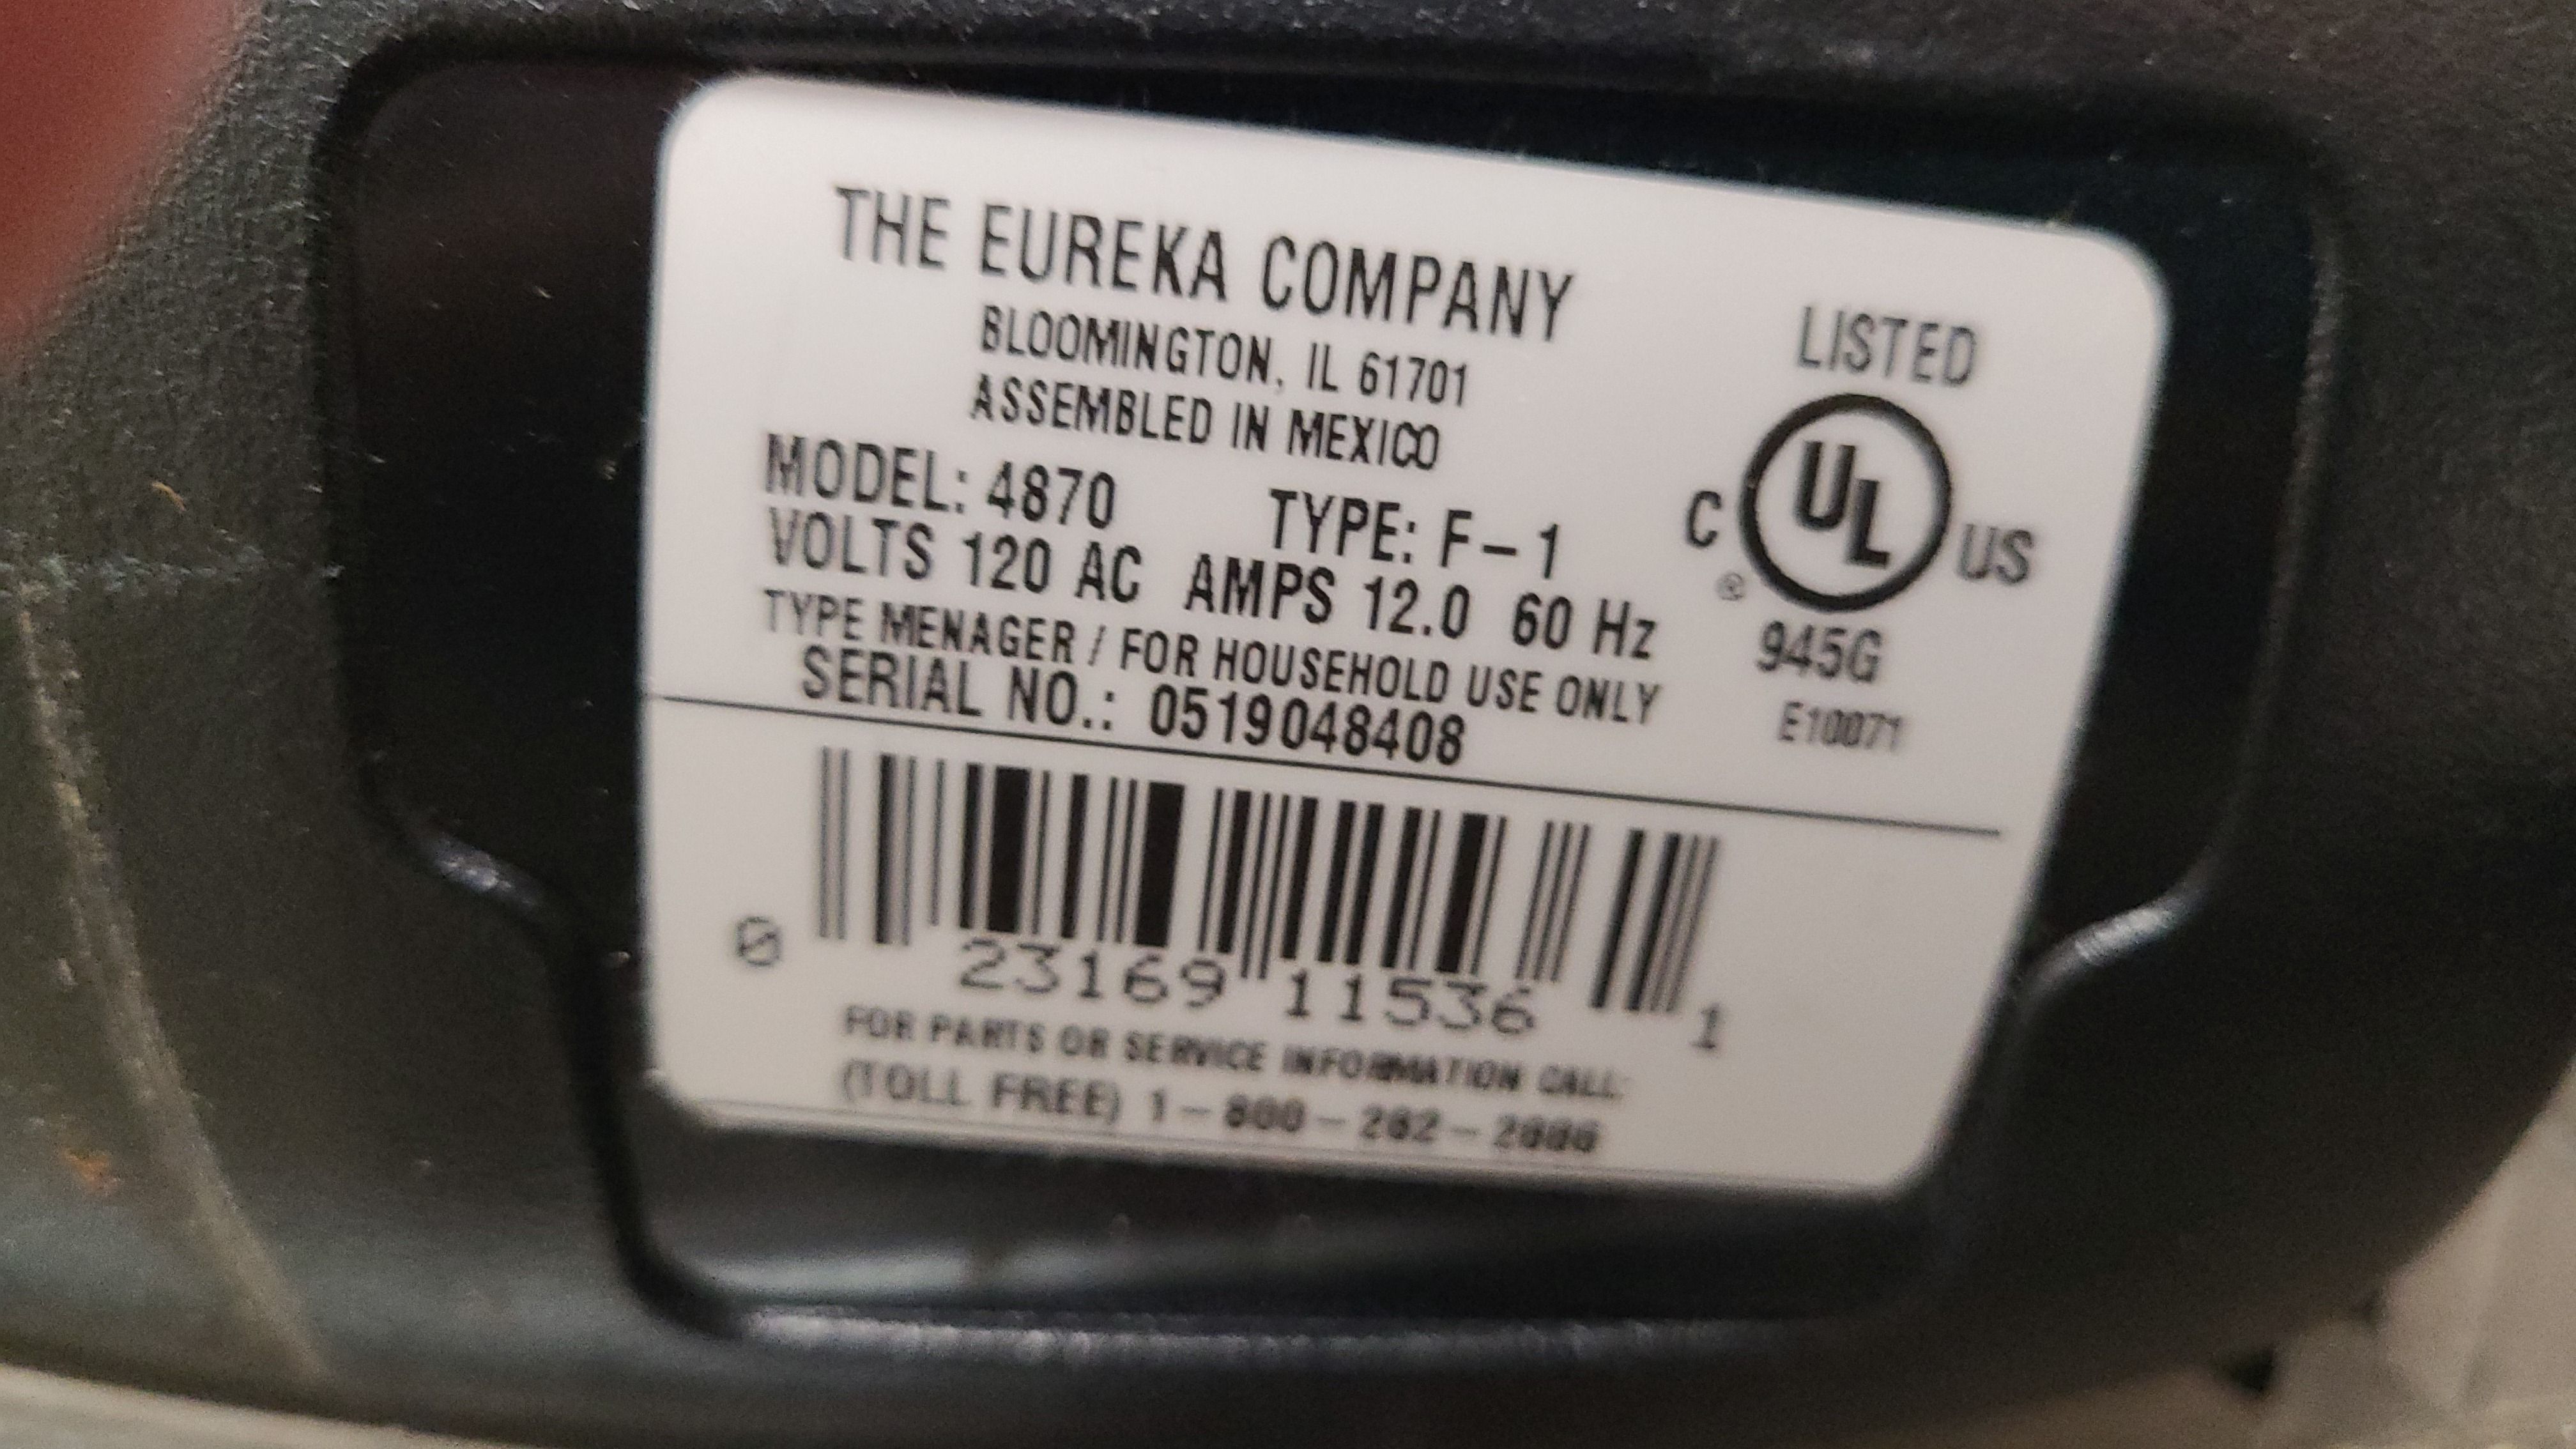 THE EUREKA COMPANY
BLOOMINGTON, IL 61701
ASSEMBLED IN MEXICO
MODEL: 4870 TYPE: F-1
VOLTS 120 AC AMPS 12.0 60 Hz
TYPE MENAGER / FOR HOUSEHOLD USE ONLY
SERIAL NO.: 0519048408
LISTED
C UL US
®
945G
E10071
0 23169 11536 1
FOR PARTS OR SERVICE INFORMATION CALL:
(TOLL FREE) 1-800-282-